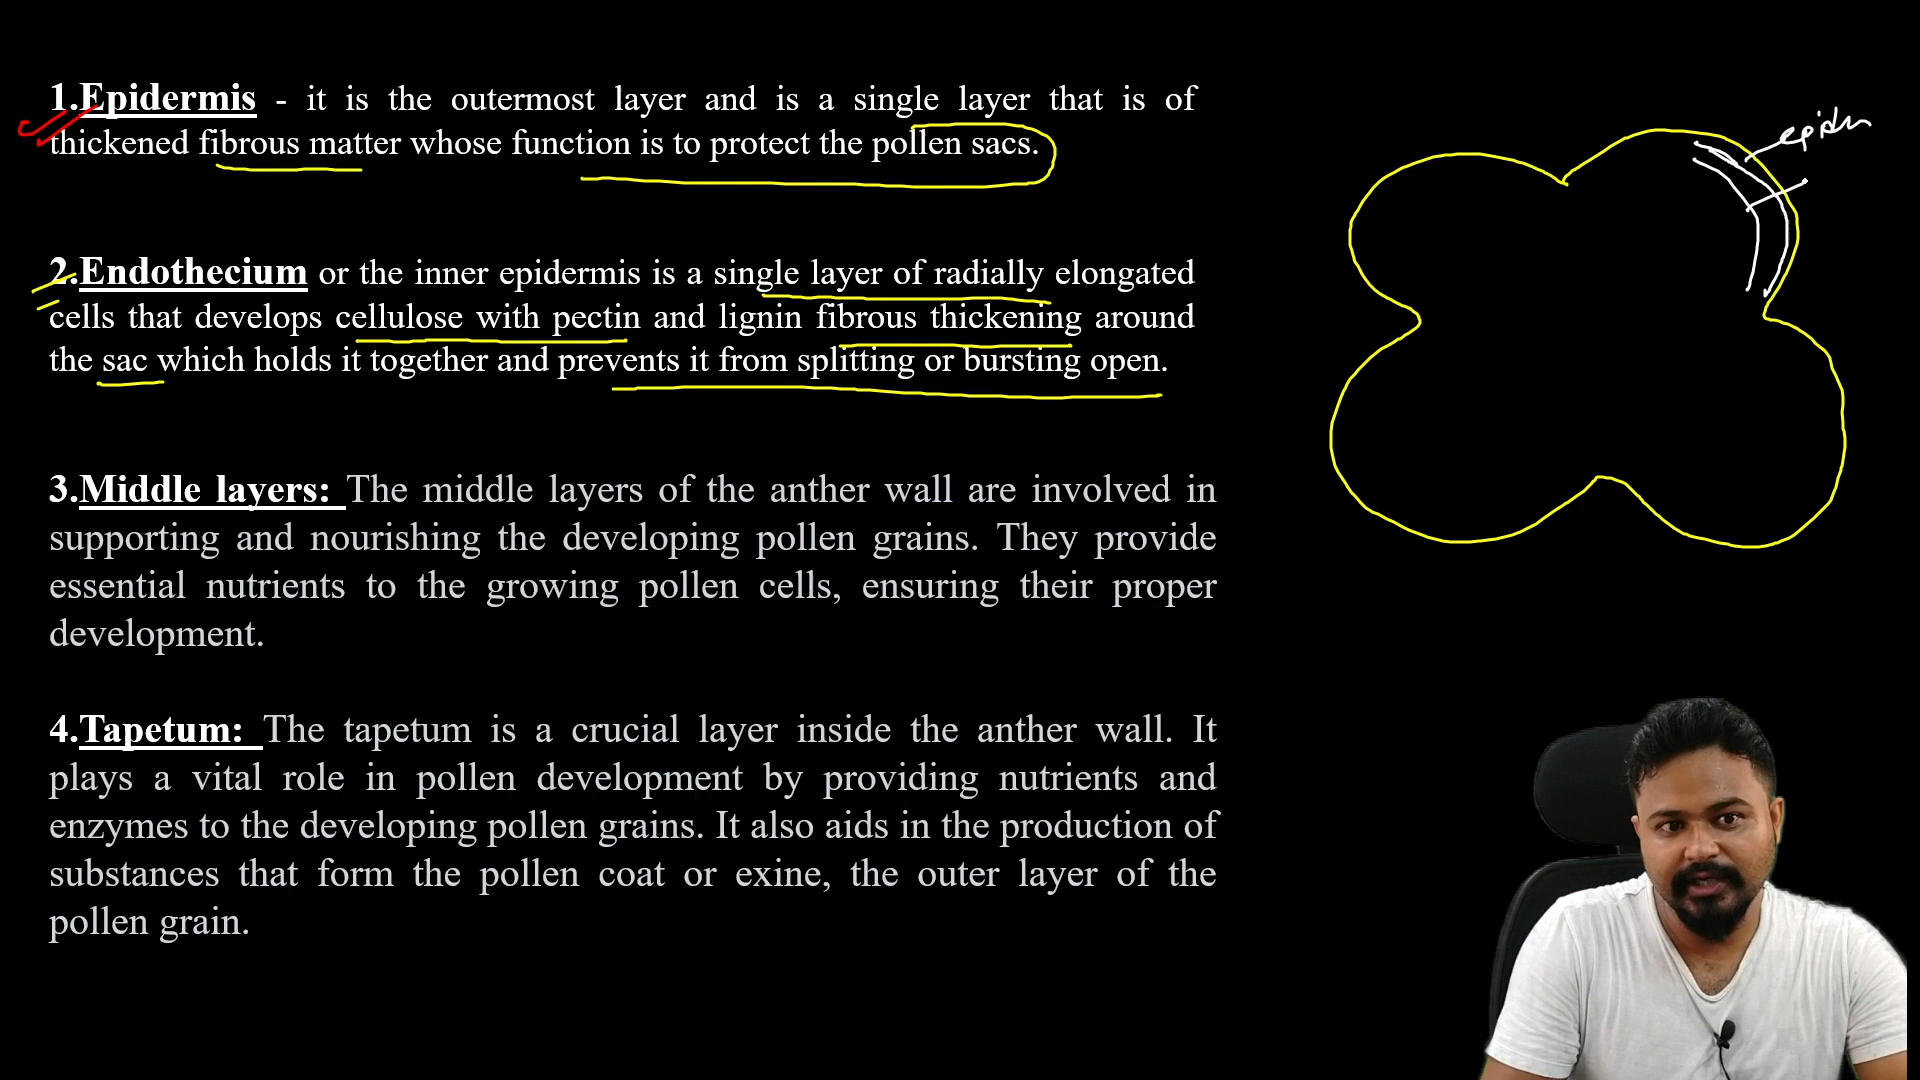 1.Epidermis - it is the outermost layer and is a single layer that is of
thickened fibrous matter whose function is to protect the pollen sacs.
epider
2.Endothecium or the inner epidermis is a single layer of radially elongated
cells that develops cellulose with pectin and lignin fibrous thickening around
the sac which holds it together and prevents it from splitting or bursting open.
3.Middle layers: The middle layers of the anther wall are involved in
supporting and nourishing the developing pollen grains. They provide
essential nutrients to the growing pollen cells, ensuring their proper
development.
4.Tapetum: The tapetum is a crucial layer inside the anther wall. It
plays a vital role in pollen development by providing nutrients and
enzymes to the developing pollen grains. It also aids in the production of
substances that form the pollen coat or exine, the outer layer of the
pollen grain.